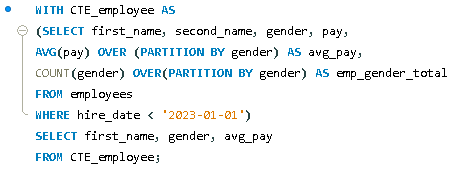 WITH CTE_employee AS
(SELECT first_name, second_name, gender, pay,
AVG(pay) OVER (PARTITION BY gender) AS avg_pay,
COUNT(gender) OVER(PARTITION BY gender) AS emp_gender_total
FROM employees
WHERE hire_date < '2023-01-01')
SELECT first_name, gender, avg_pay
FROM CTE_employee;